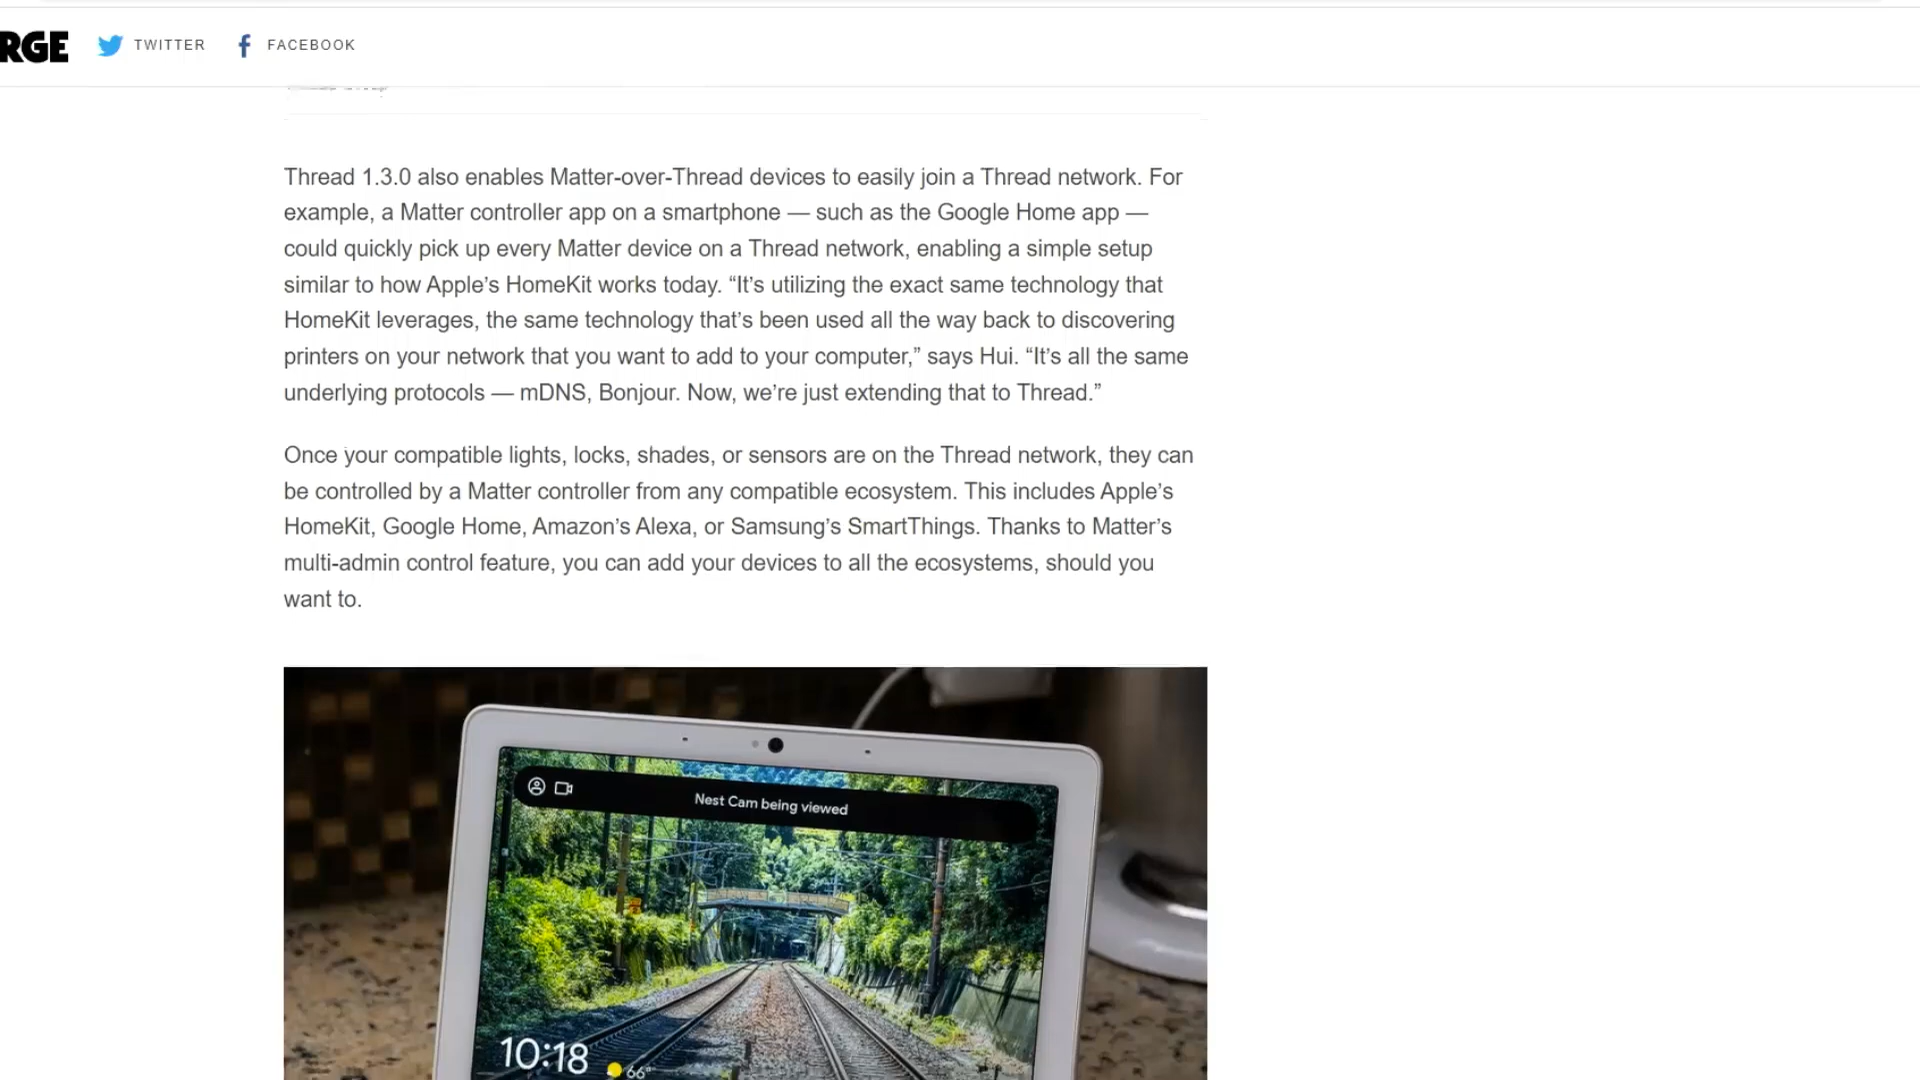 RGE
TWITTER
FACEBOOK
Thread 1.3.0 also enables Matter-over-Thread devices to easily join a Thread network. For
example, a Matter controller app on a smartphone — such as the Google Home app —
could quickly pick up every Matter device on a Thread network, enabling a simple setup
similar to how Apple’s HomeKit works today. “It’s utilizing the exact same technology that
HomeKit leverages, the same technology that’s been used all the way back to discovering
printers on your network that you want to add to your computer,” says Hui. “It’s all the same
underlying protocols — mDNS, Bonjour. Now, we’re just extending that to Thread.”
Once your compatible lights, locks, shades, or sensors are on the Thread network, they can
be controlled by a Matter controller from any compatible ecosystem. This includes Apple’s
HomeKit, Google Home, Amazon’s Alexa, or Samsung’s SmartThings. Thanks to Matter’s
multi-admin control feature, you can add your devices to all the ecosystems, should you
want to.
Nest Cam being viewed
10:18
66°